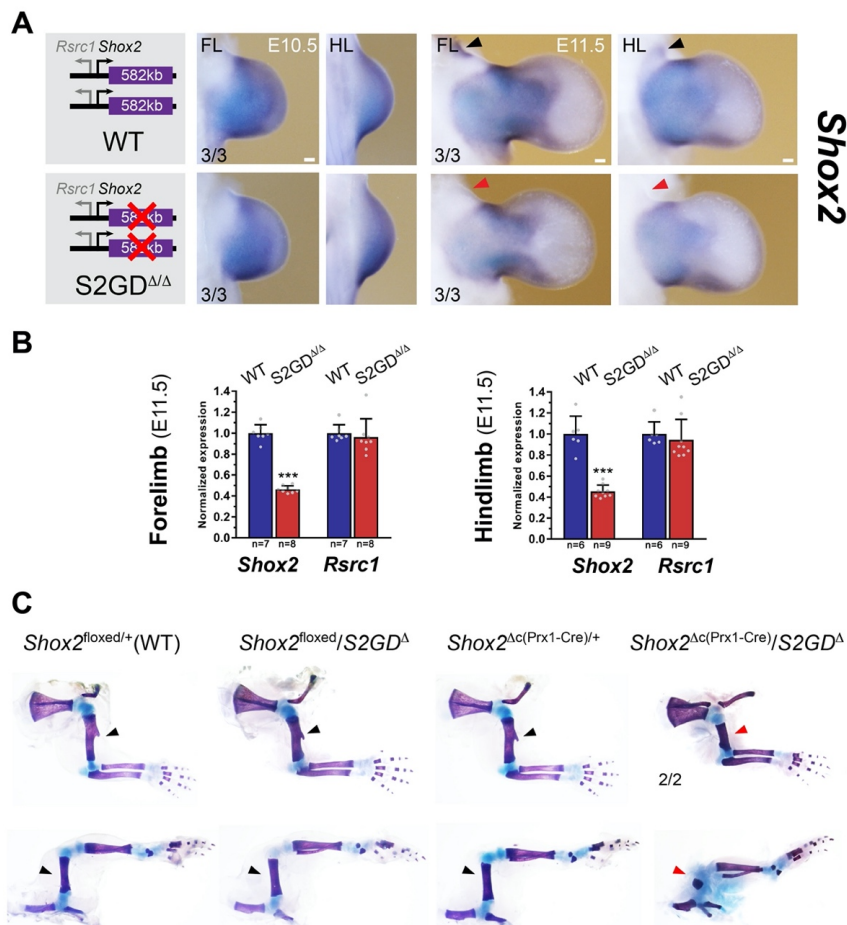 A
Rsrc1 Shox2
582kb
582kb
WT
FL E10.5
3/3
HL
FL E11.5
3/3
HL
Shox2
Rsrc1 Shox2
582kb
582kb
S2GDΔ/Δ
3/3
3/3
B
Forelimb (E11.5)
Normalized expression
WT S2GDΔ/Δ WT S2GDΔ/Δ
1.4
1.2
1.0
0.8
0.6
0.4
0.2
0.0
***
n=7 n=8 n=7 n=8
Shox2 Rsrc1
Hindlimb (E11.5)
Normalized expression
WT S2GDΔ/Δ WT S2GDΔ/Δ
1.4
1.2
1.0
0.8
0.6
0.4
0.2
0.0
***
n=6 n=9 n=6 n=9
Shox2 Rsrc1
C
Shox2floxed/+(WT) Shox2floxed/S2GDΔ Shox2Δc(Prx1-Cre)/+ Shox2Δc(Prx1-Cre)/S2GDΔ
2/2